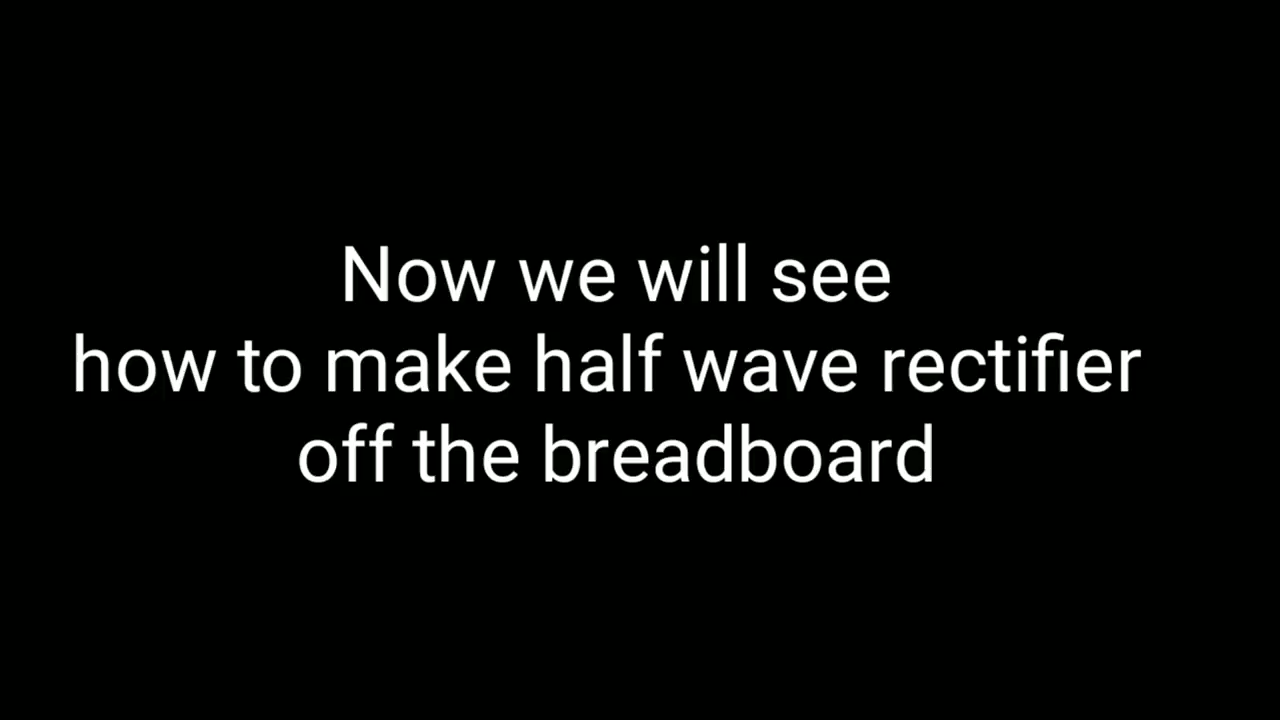 Now we will see
how to make half wave rectifier
off the breadboard